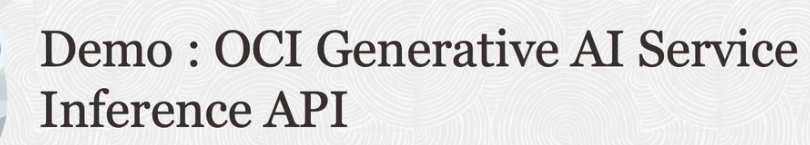 Demo : OCI Generative AI Service
Inference API